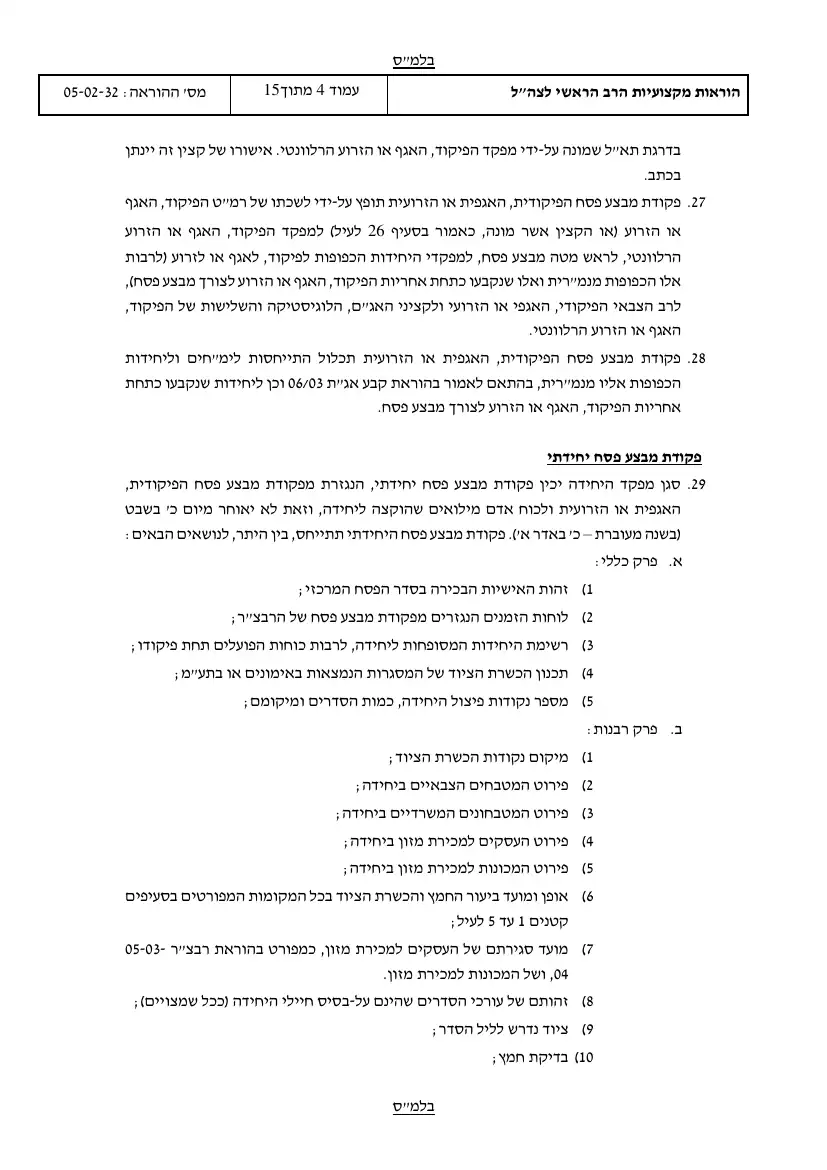 בלמ״ס
הוראות מקצועיות הרב הראשי לצה״ל
עמוד 4 מתוך15
מס׳ ההוראה: 05-02-32
בדרגת תא״ל שמונה על-ידי מפקד הפיקוד, האגף או הזרוע הרלוונטי. אישורו של קצין זה יינתן
בכתב.
27. פקודת מבצע פסח הפיקודית, האגפית או הזרועית תופץ על-ידי לשכתו של רמ״ט הפיקוד, האגף
או הזרוע (או הקצין אשר מונה, כאמור בסעיף 26 לעיל) למפקד הפיקוד, האגף או הזרוע
הרלוונטי, לראש מטה מבצע פסח, למפקדי היחידות הכפופות לפיקוד, לאגף או לזרוע (לרבות
אלו הכפופות מנמ״רית ואלו שנקבעו כתחת אחריות הפיקוד, האגף או הזרוע לצורך מבצע פסח),
לרב הצבאי הפיקודי, האגפי או הזרועי ולקציני האג״ם, הלוגיסטיקה והשלישות של הפיקוד,
האגף או הזרוע הרלוונטי.
28. פקודת מבצע פסח הפיקודית, האגפית או הזרועית תכלול התייחסות לימ״חים וליחידות
הכפופות אליו מנמ״רית, בהתאם לאמור בהוראת קבע אג״ת 06/03 וכן ליחידות שנקבעו כתחת
אחריות הפיקוד, האגף או הזרוע לצורך מבצע פסח.
פקודת מבצע פסח יחידתי
29. סגן מפקד היחידה יכין פקודת מבצע פסח יחידתי, הנגזרת מפקודת מבצע פסח הפיקודית,
האגפית או הזרועית ולכוח אדם מילואים שהוקצה ליחידה, וזאת לא יאוחר מיום כ׳ בשבט
(בשנה מעוברת – כ׳ באדר א׳). פקודת מבצע פסח היחידתי תתייחס, בין היתר, לנושאים הבאים:
א. פרק כללי:
1) זהות האישיות הבכירה בסדר הפסח המרכזי;
2) לוחות הזמנים הנגזרים מפקודת מבצע פסח של הרבצ״ר;
3) רשימת היחידות המסופחות ליחידה, לרבות כוחות הפועלים תחת פיקודו;
4) תכנון הכשרת הציוד של המסגרות הנמצאות באימונים או בתע״מ;
5) מספר נקודות פיצול היחידה, כמות הסדרים ומיקומם;
ב. פרק רבנות:
1) מיקום נקודות הכשרת הציוד;
2) פירוט המטבחים הצבאיים ביחידה;
3) פירוט המטבחונים המשרדיים ביחידה;
4) פירוט העסקים למכירת מזון ביחידה;
5) פירוט המכונות למכירת מזון ביחידה;
6) אופן ומועד ביעור החמץ והכשרת הציוד בכל המקומות המפורטים בסעיפים
קטנים 1 עד 5 לעיל;
7) מועד סגירתם של העסקים למכירת מזון, כמפורט בהוראת רבצ״ר 05-03-
04, ושל המכונות למכירת מזון.
8) זהותם של עורכי הסדרים שהינם על-בסיס חיילי היחידה (ככל שמצויים);
9) ציוד נדרש לליל הסדר;
10) בדיקת חמץ;
בלמ״ס